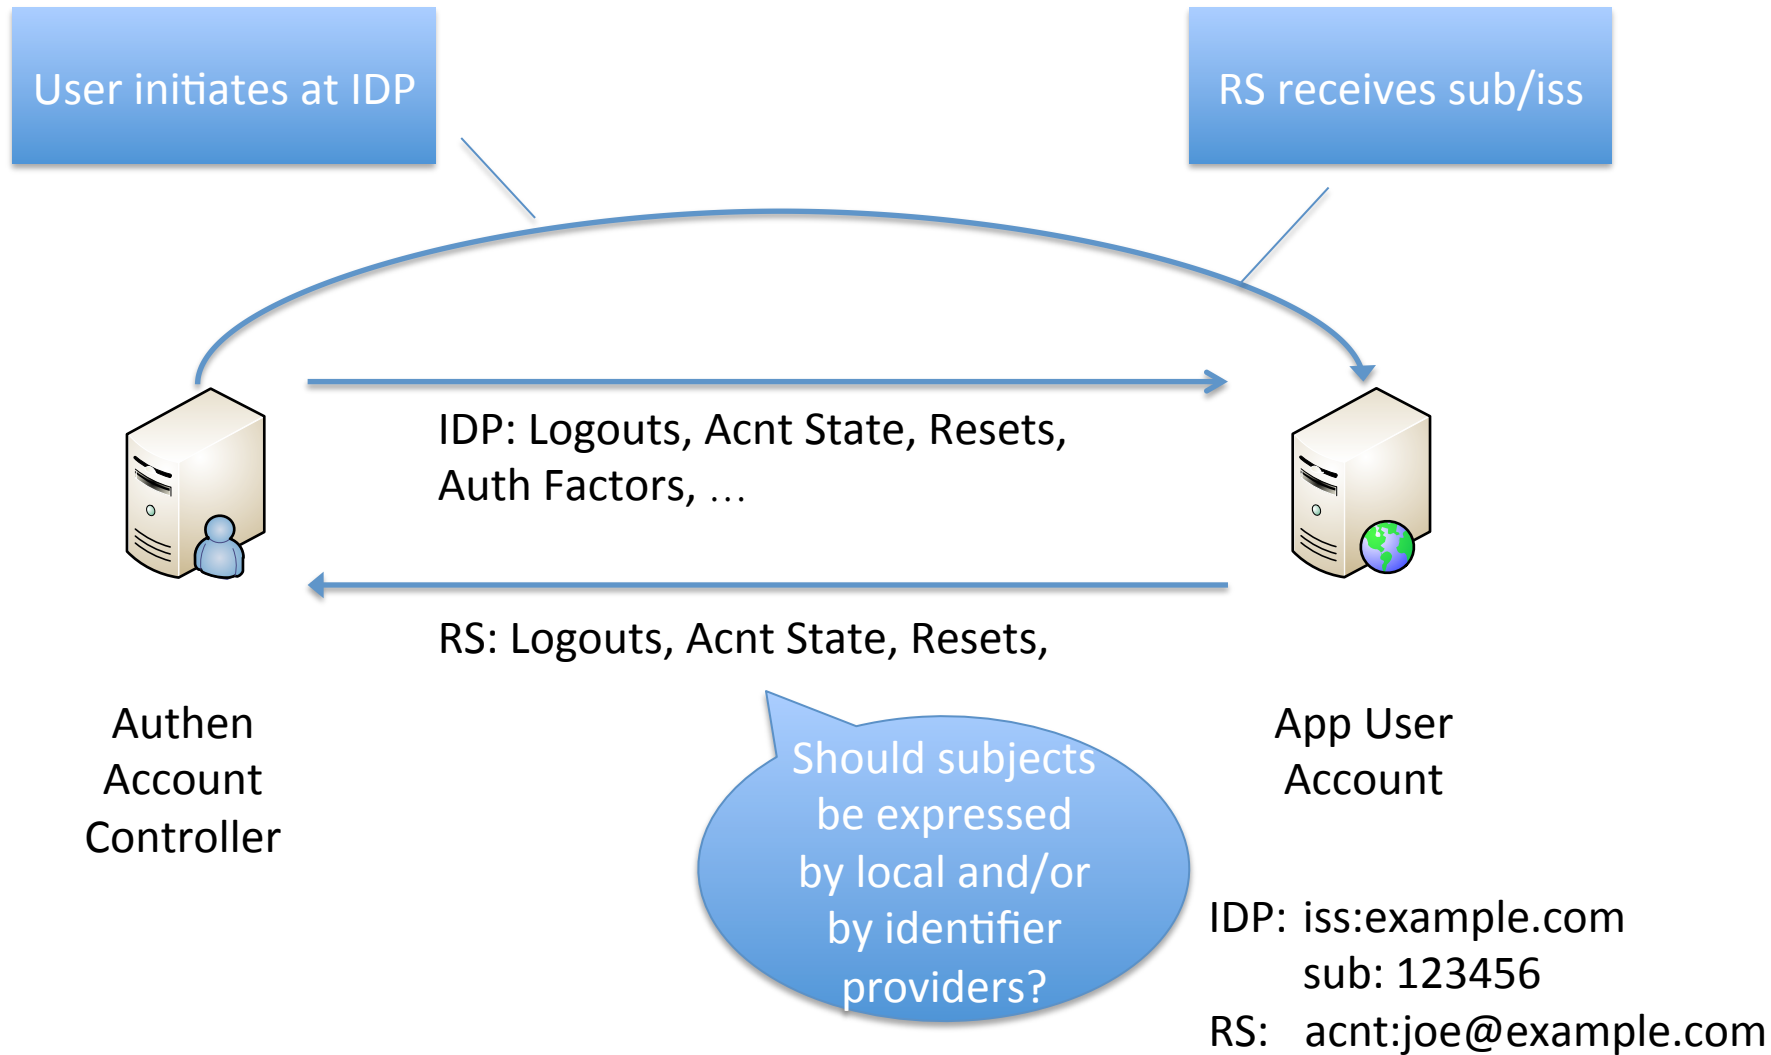 User initiates at IDP
RS receives sub/iss
IDP: Logouts, Acnt State, Resets,
Auth Factors, ...
RS: Logouts, Acnt State, Resets,
Authen
Account
Controller
Should subjects
be expressed
by local and/or
by identifier
providers?
App User
Account
IDP: iss:example.com
sub: 123456
RS: acnt:joe@example.com